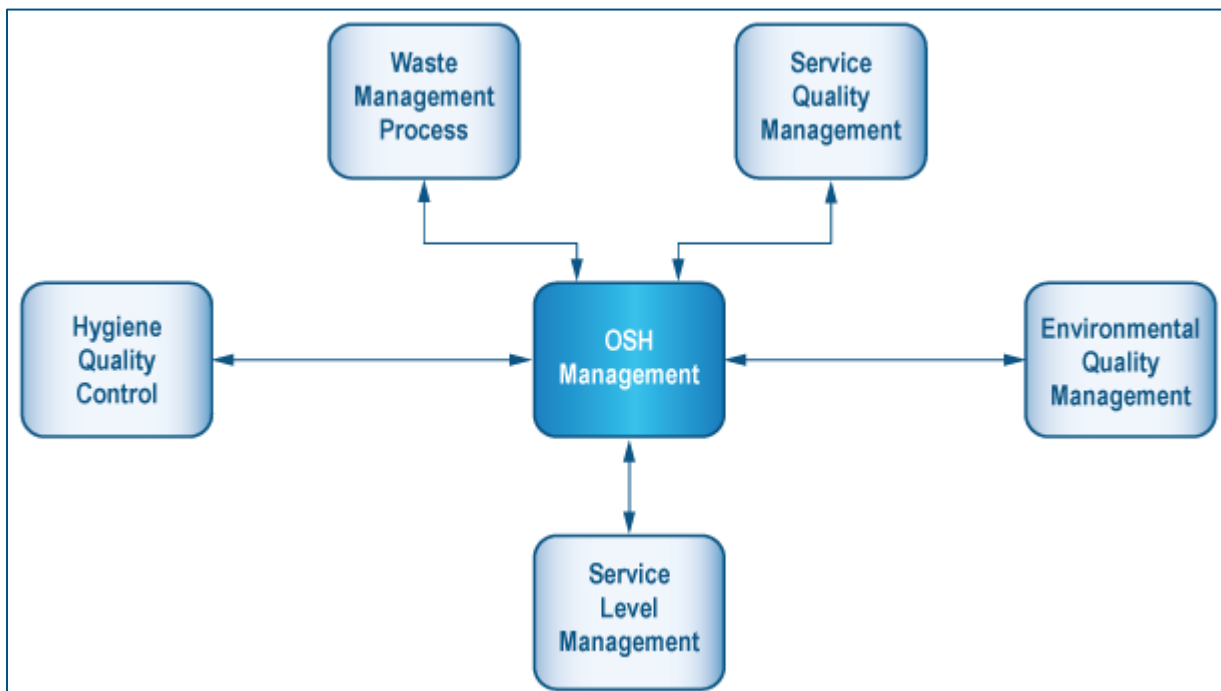 Waste
Management
Process
Service
Quality
Management
Hygiene
Quality
Control
OSH
Management
Environmental
Quality
Management
Service
Level
Management